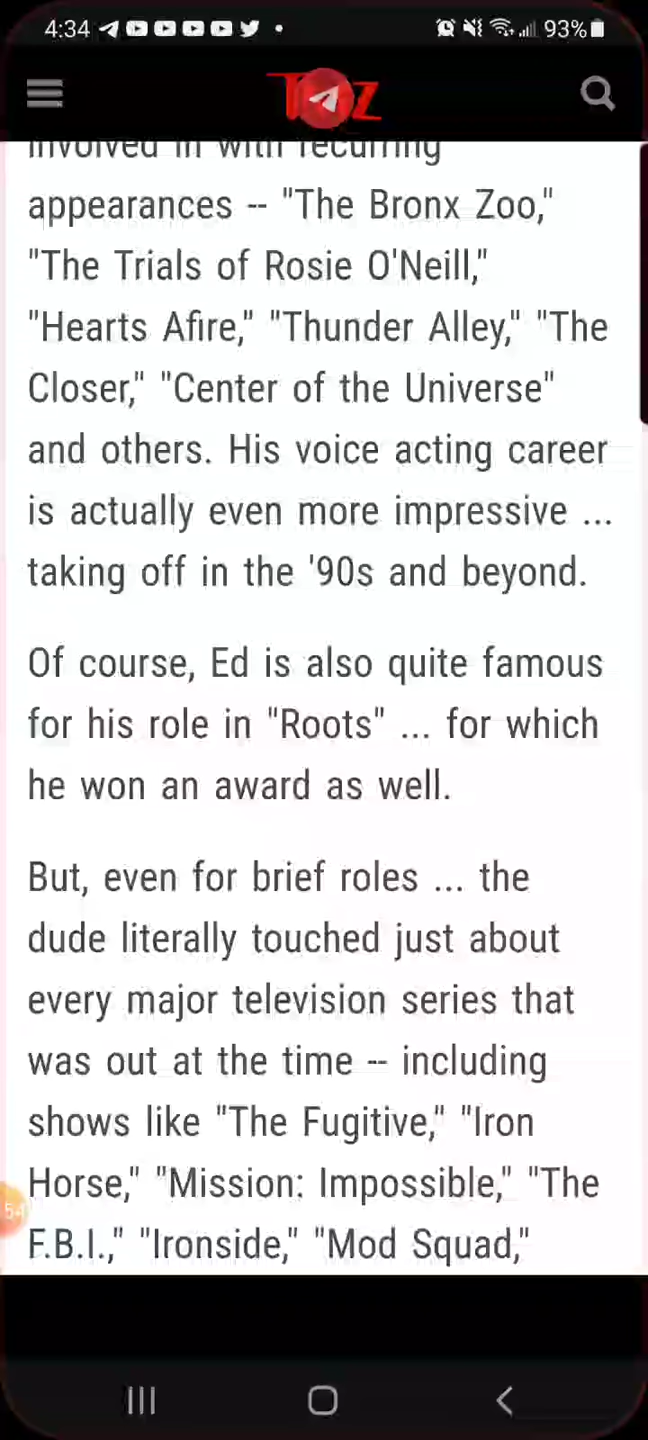 4:34
93%
TMZ
involved in with recurring
appearances -- "The Bronx Zoo,"
"The Trials of Rosie O'Neill,"
"Hearts Afire," "Thunder Alley," "The
Closer," "Center of the Universe"
and others. His voice acting career
is actually even more impressive ...
taking off in the '90s and beyond.
Of course, Ed is also quite famous
for his role in "Roots" ... for which
he won an award as well.
But, even for brief roles ... the
dude literally touched just about
every major television series that
was out at the time -- including
shows like "The Fugitive," "Iron
Horse," "Mission: Impossible," "The
F.B.I.," "Ironside," "Mod Squad,"